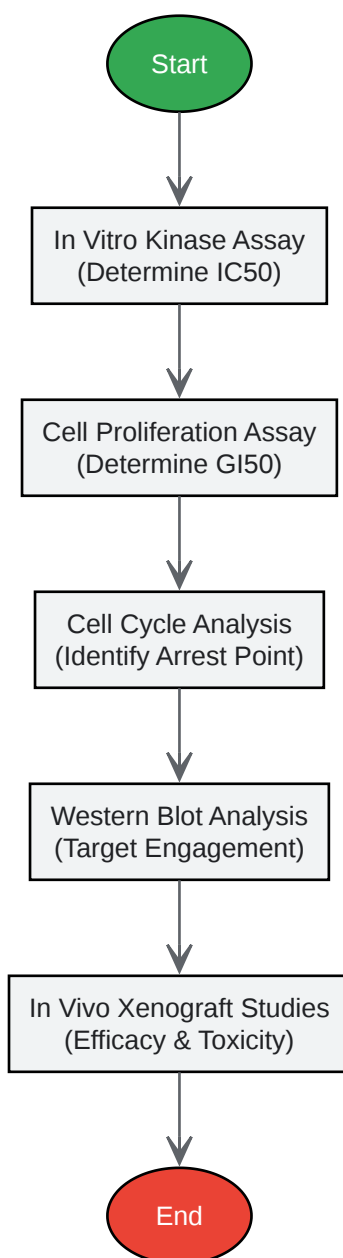 Start
In Vitro Kinase Assay
(Determine IC50)
Cell Proliferation Assay
(Determine GI50)
Cell Cycle Analysis
(Identify Arrest Point)
Western Blot Analysis
(Target Engagement)
In Vivo Xenograft Studies
(Efficacy & Toxicity)
End